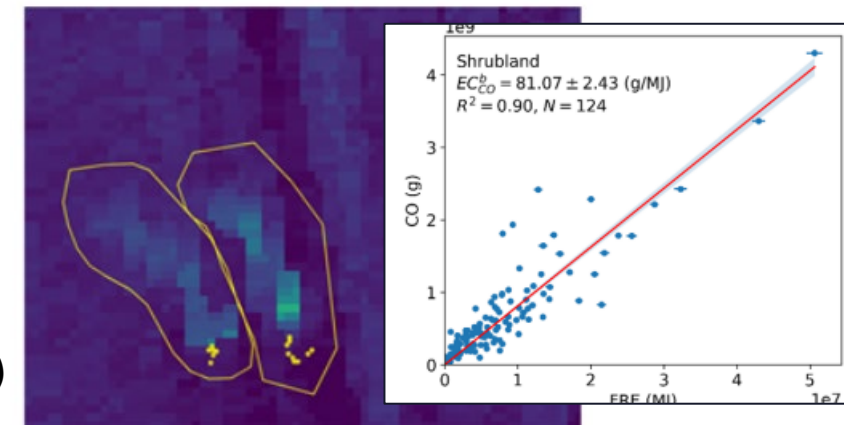 1e9
Shrubland
EC^b_CO = 81.07 ± 2.43 (g/MJ)
R² = 0.90, N = 124
4
3
2
1
0
CO (g)
0 1 2 3 4 5
FRE (MJ)
1e7
)